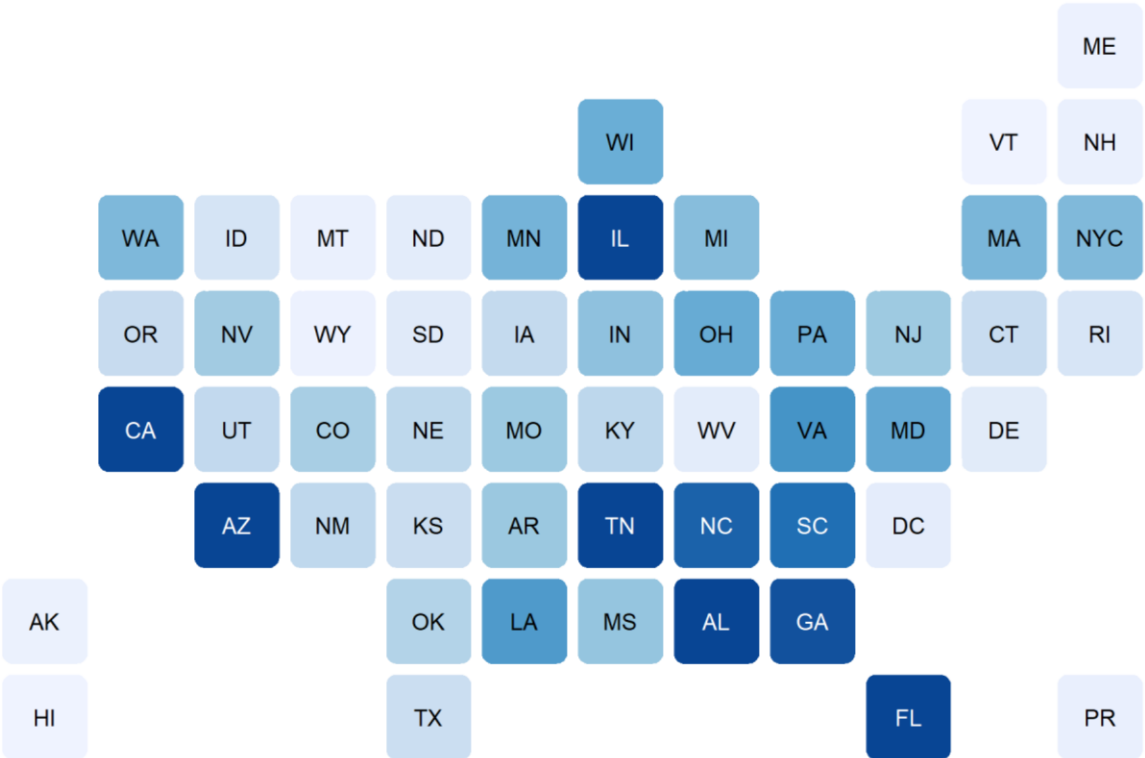 ME
WI VT NH
WA ID MT ND MN IL MI MA NYC
OR NV WY SD IA IN OH PA NJ CT RI
CA UT CO NE MO KY WV VA MD DE
AZ NM KS AR TN NC SC DC
AK OK LA MS AL GA
HI TX FL PR